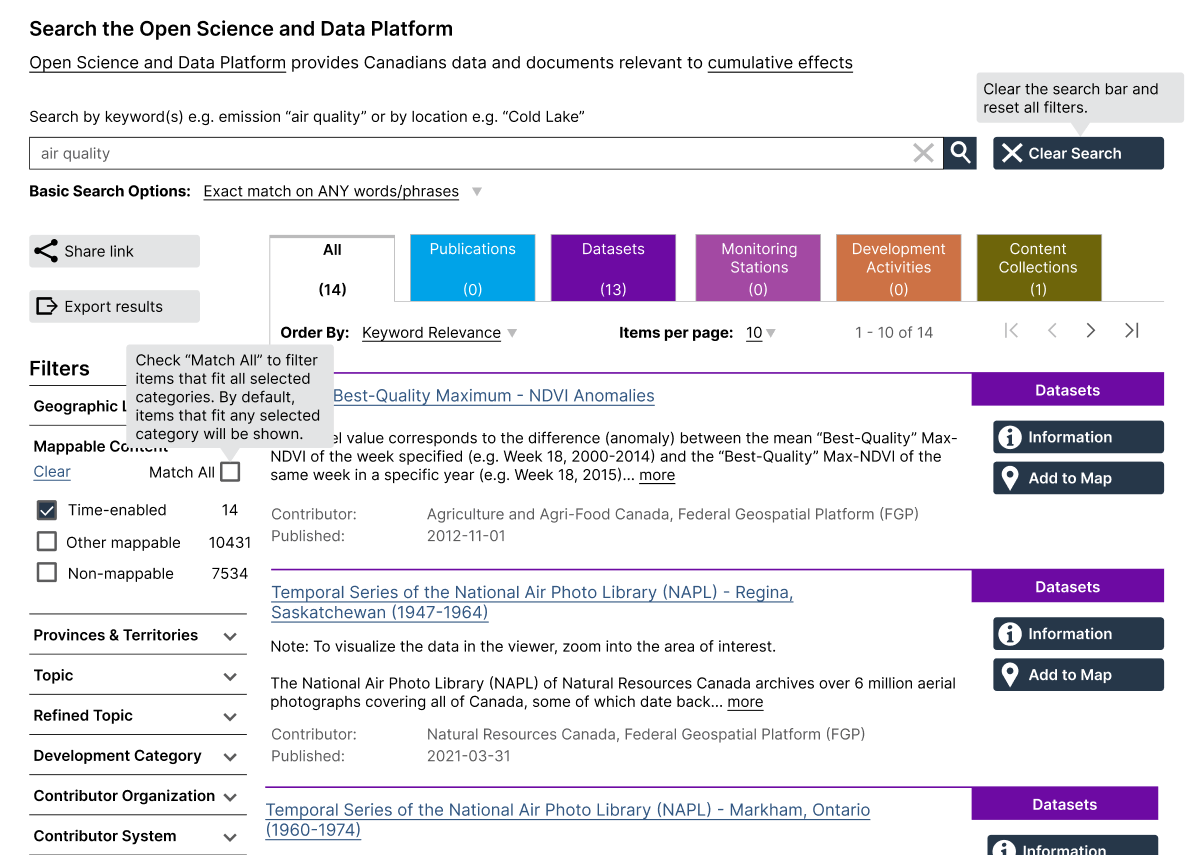 Search the Open Science and Data Platform
Open Science and Data Platform provides Canadians data and documents relevant to cumulative effects
Clear the search bar and
reset all filters.
Search by keyword(s) e.g. emission “air quality” or by location e.g. “Cold Lake”
air quality
Clear Search
Basic Search Options: Exact match on ANY words/phrases
Share link
Export results
All
(14)
Publications
(0)
Datasets
(13)
Monitoring
Stations
(0)
Development
Activities
(0)
Content
Collections
(1)
Order By: Keyword Relevance
Items per page: 10
1 - 10 of 14
Filters
Check “Match All” to filter
items that fit all selected
categories. By default,
items that fit any selected
category will be shown.
Geographic
Mappable Content
Clear
Match All
Time-enabled 14
Other mappable 10431
Non-mappable 7534
Provinces & Territories
Topic
Refined Topic
Development Category
Contributor Organization
Contributor System
Best-Quality Maximum - NDVI Anomalies
Datasets
Information
Add to Map
value corresponds to the difference (anomaly) between the mean “Best-Quality” Max-
NDVI of the week specified (e.g. Week 18, 2000-2014) and the “Best-Quality” Max-NDVI of the
same week in a specific year (e.g. Week 18, 2015)... more
Contributor: Agriculture and Agri-Food Canada, Federal Geospatial Platform (FGP)
Published: 2012-11-01
Temporal Series of the National Air Photo Library (NAPL) - Regina,
Saskatchewan (1947-1964)
Datasets
Information
Add to Map
Note: To visualize the data in the viewer, zoom into the area of interest.
The National Air Photo Library (NAPL) of Natural Resources Canada archives over 6 million aerial
photographs covering all of Canada, some of which date back... more
Contributor: Natural Resources Canada, Federal Geospatial Platform (FGP)
Published: 2021-03-31
Temporal Series of the National Air Photo Library (NAPL) - Markham, Ontario
(1960-1974)
Datasets
Information